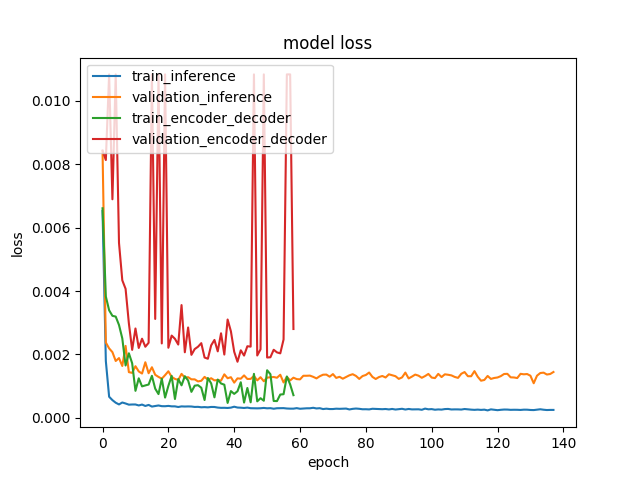 model loss
train_inference
validation_inference
train_encoder_decoder
validation_encoder_decoder
0.010
0.008
0.006
0.004
0.002
0.000
loss
0 20 40 60 80 100 120 140
epoch